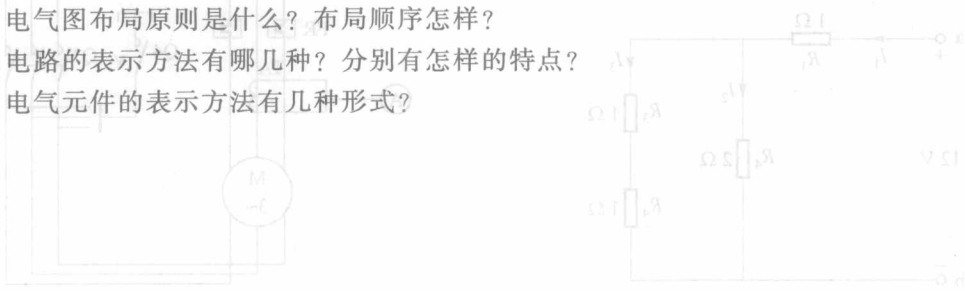 电气图布局原则是什么？布局顺序怎样？
电路的表示方法有哪几种？分别有怎样的特点？
电气元件的表示方法有几种形式？